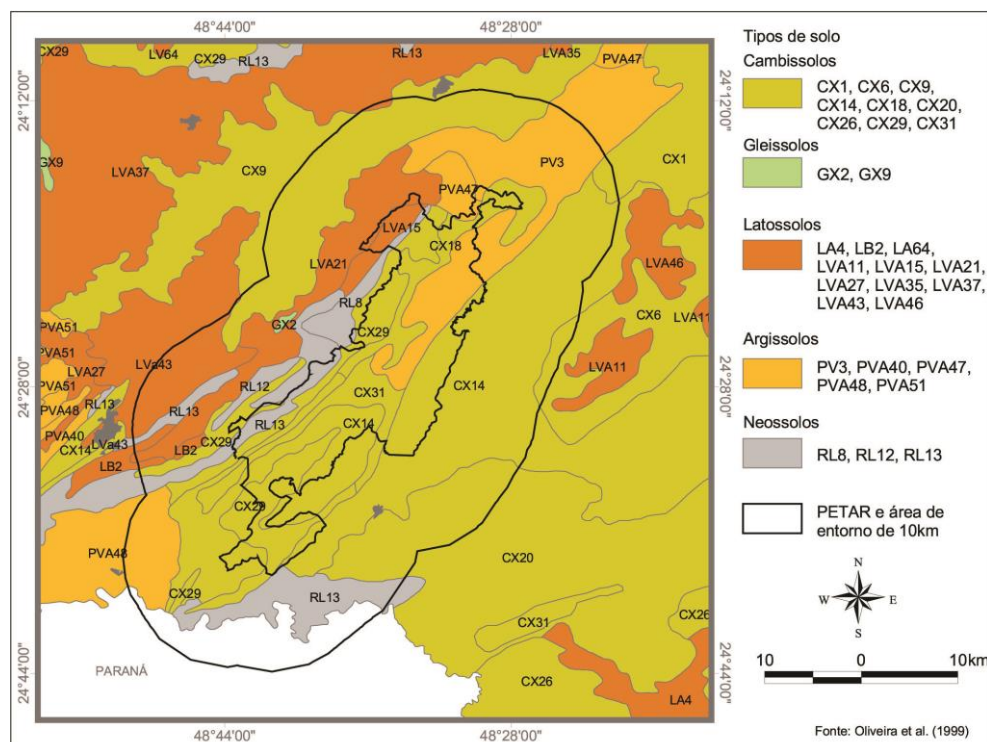 48°44'00"
48°28'00"
24°12'00"
24°12'00"
24°28'00"
24°28'00"
24°44'00"
24°44'00"
48°44'00"
48°28'00"
CX29
LV64
CX29
RL13
RL13
LVA35
PVA47
GX9
LVA37
CX9
PV3
CX1
PVA47
LVA15
CX18
LVA21
LVA46
RL8
GX2
CX29
CX6
LVA11
PVA51
PVA51
LVa43
LVA27
PVA51
LVA11
RL12
CX14
PVA48
RL13
RL13
CX31
PVA40
RL13
CX14
CX14
LVa43
CX29
LB2
LB2
CX29
PVA48
CX20
CX29
RL13
CX31
CX26
PARANÁ
CX26
LA4
Tipos de solo
Cambissolos
CX1, CX6, CX9,
CX14, CX18, CX20,
CX26, CX29, CX31
Gleissolos
GX2, GX9
Latossolos
LA4, LB2, LA64,
LVA11, LVA15, LVA21,
LVA27, LVA35, LVA37,
LVA43, LVA46
Argissolos
PV3, PVA40, PVA47,
PVA48, PVA51
Neossolos
RL8, RL12, RL13
PETAR e área de
entorno de 10km
N
W
E
S
10
0
10km
Fonte: Oliveira et al. (1999)